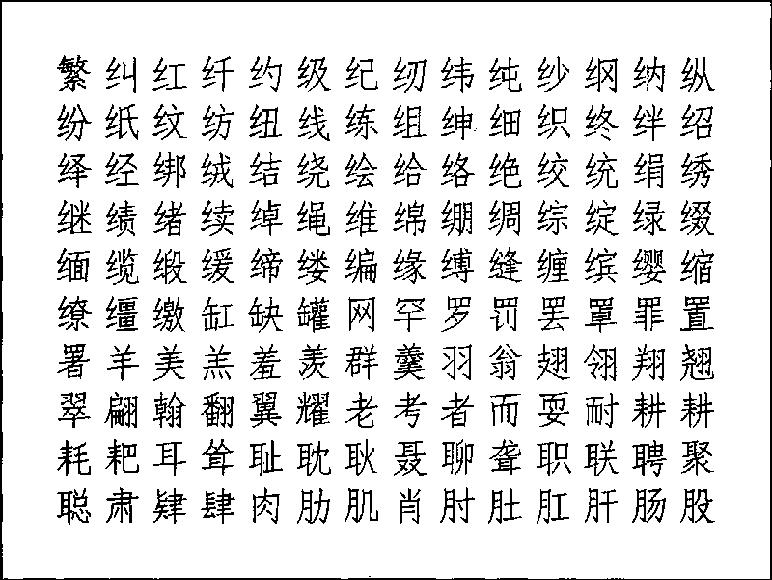 繁纠红纤约级纪纫纬纯纱纲纳纵
纷纸纹纺纽线练组绅细织终绊绍
绎经绑绒结绕绘给络绝绞统绢绣
继绩绪续绰绳维绵绷绸综绽绿缀
缅缆缎缓缔缕编缘缚缝缠缤缨缩
缭缰缴缸缺罐网罕罗罚罢罩罪置
署羊美羔羞羡群羹羽翁翅翎翔翘
翠翩翰翻翼耀老考者而耍耐耕耕
耗耙耳耸耻耽耿聂聊聋职联聘聚
聪肃肄肆肉肋肌肖肘肚肛肝肠股